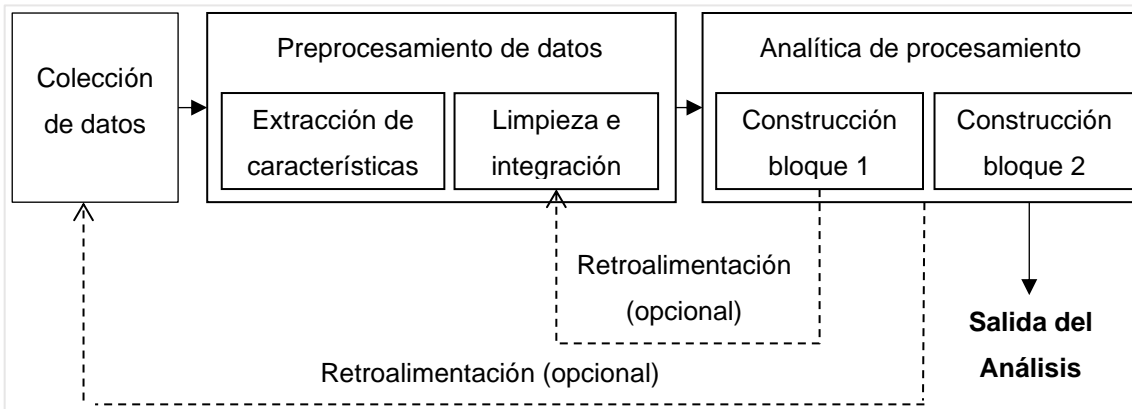 Colección
de datos
Preprocesamiento de datos
Extracción de
características
Limpieza e
integración
Analítica de procesamiento
Construcción
bloque 1
Construcción
bloque 2
Retroalimentación
(opcional)
Retroalimentación (opcional)
Salida del
Análisis